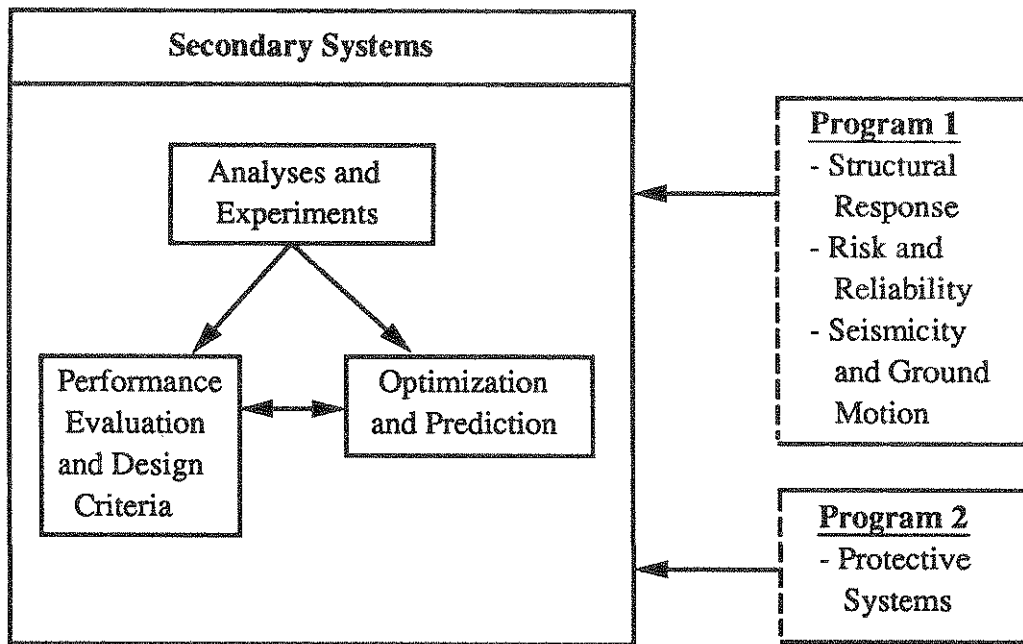 Secondary Systems
Analyses and
Experiments
Performance
Evaluation
and Design
Criteria
Optimization
and Prediction
Program 1
- Structural
Response
- Risk and
Reliability
- Seismicity
and Ground
Motion
Program 2
- Protective
Systems